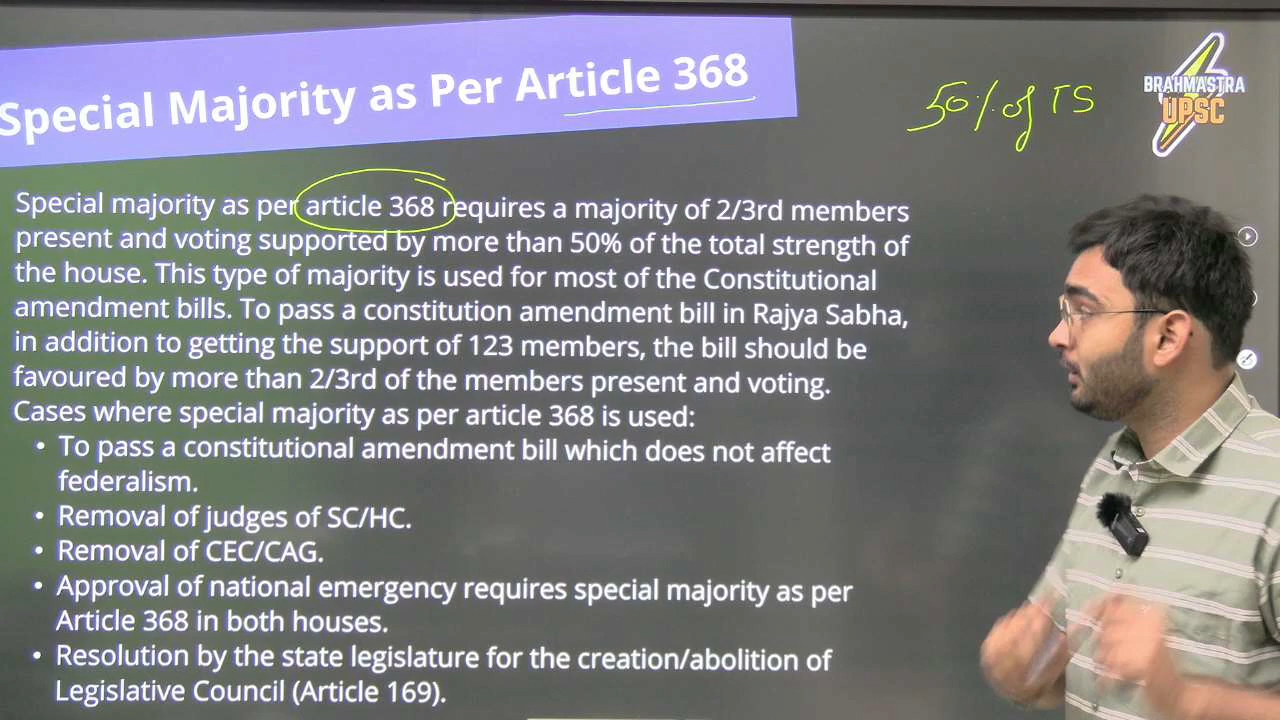 Special Majority as Per Article 368
50% of TS
BRAHMASTRA
UPSC
Special majority as per article 368 requires a majority of 2/3rd members
present and voting supported by more than 50% of the total strength of
the house. This type of majority is used for most of the Constitutional
amendment bills. To pass a constitution amendment bill in Rajya Sabha,
in addition to getting the support of 123 members, the bill should be
favoured by more than 2/3rd of the members present and voting.
Cases where special majority as per article 368 is used:
• To pass a constitutional amendment bill which does not affect
federalism.
• Removal of judges of SC/HC.
• Removal of CEC/CAG.
• Approval of national emergency requires special majority as per
Article 368 in both houses.
• Resolution by the state legislature for the creation/abolition of
Legislative Council (Article 169).